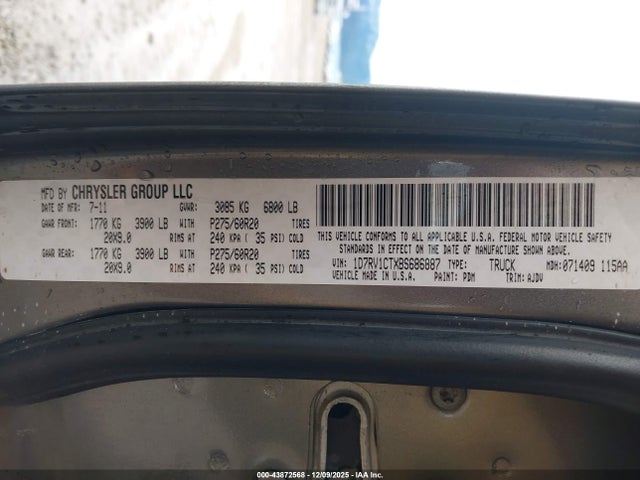 MFD BY CHRYSLER GROUP LLC
DATE OF MFR: 7-11 GVWR: 3085 KG 6800 LB
GAWR FRONT: 1770 KG 3900 LB WITH P275/60R20 TIRES
20X9.0 RIMS AT 240 KPA ( 35 PSI) COLD
GAWR REAR: 1770 KG 3900 LB WITH P275/60R20 TIRES
20X9.0 RIMS AT 240 KPA ( 35 PSI) COLD
THIS VEHICLE CONFORMS TO ALL APPLICABLE U.S.A. FEDERAL MOTOR VEHICLE SAFETY
STANDARDS IN EFFECT ON THE DATE OF MANUFACTURE SHOWN ABOVE.
VIN: 1D7RV1CTXBS686887 TYPE: TRUCK MDH: 071409 115AA
MADE IN U.S.A. PAINT: PDM TRIM: AJDV
000-43872568 - 12/09/2025 - IAAI.COM